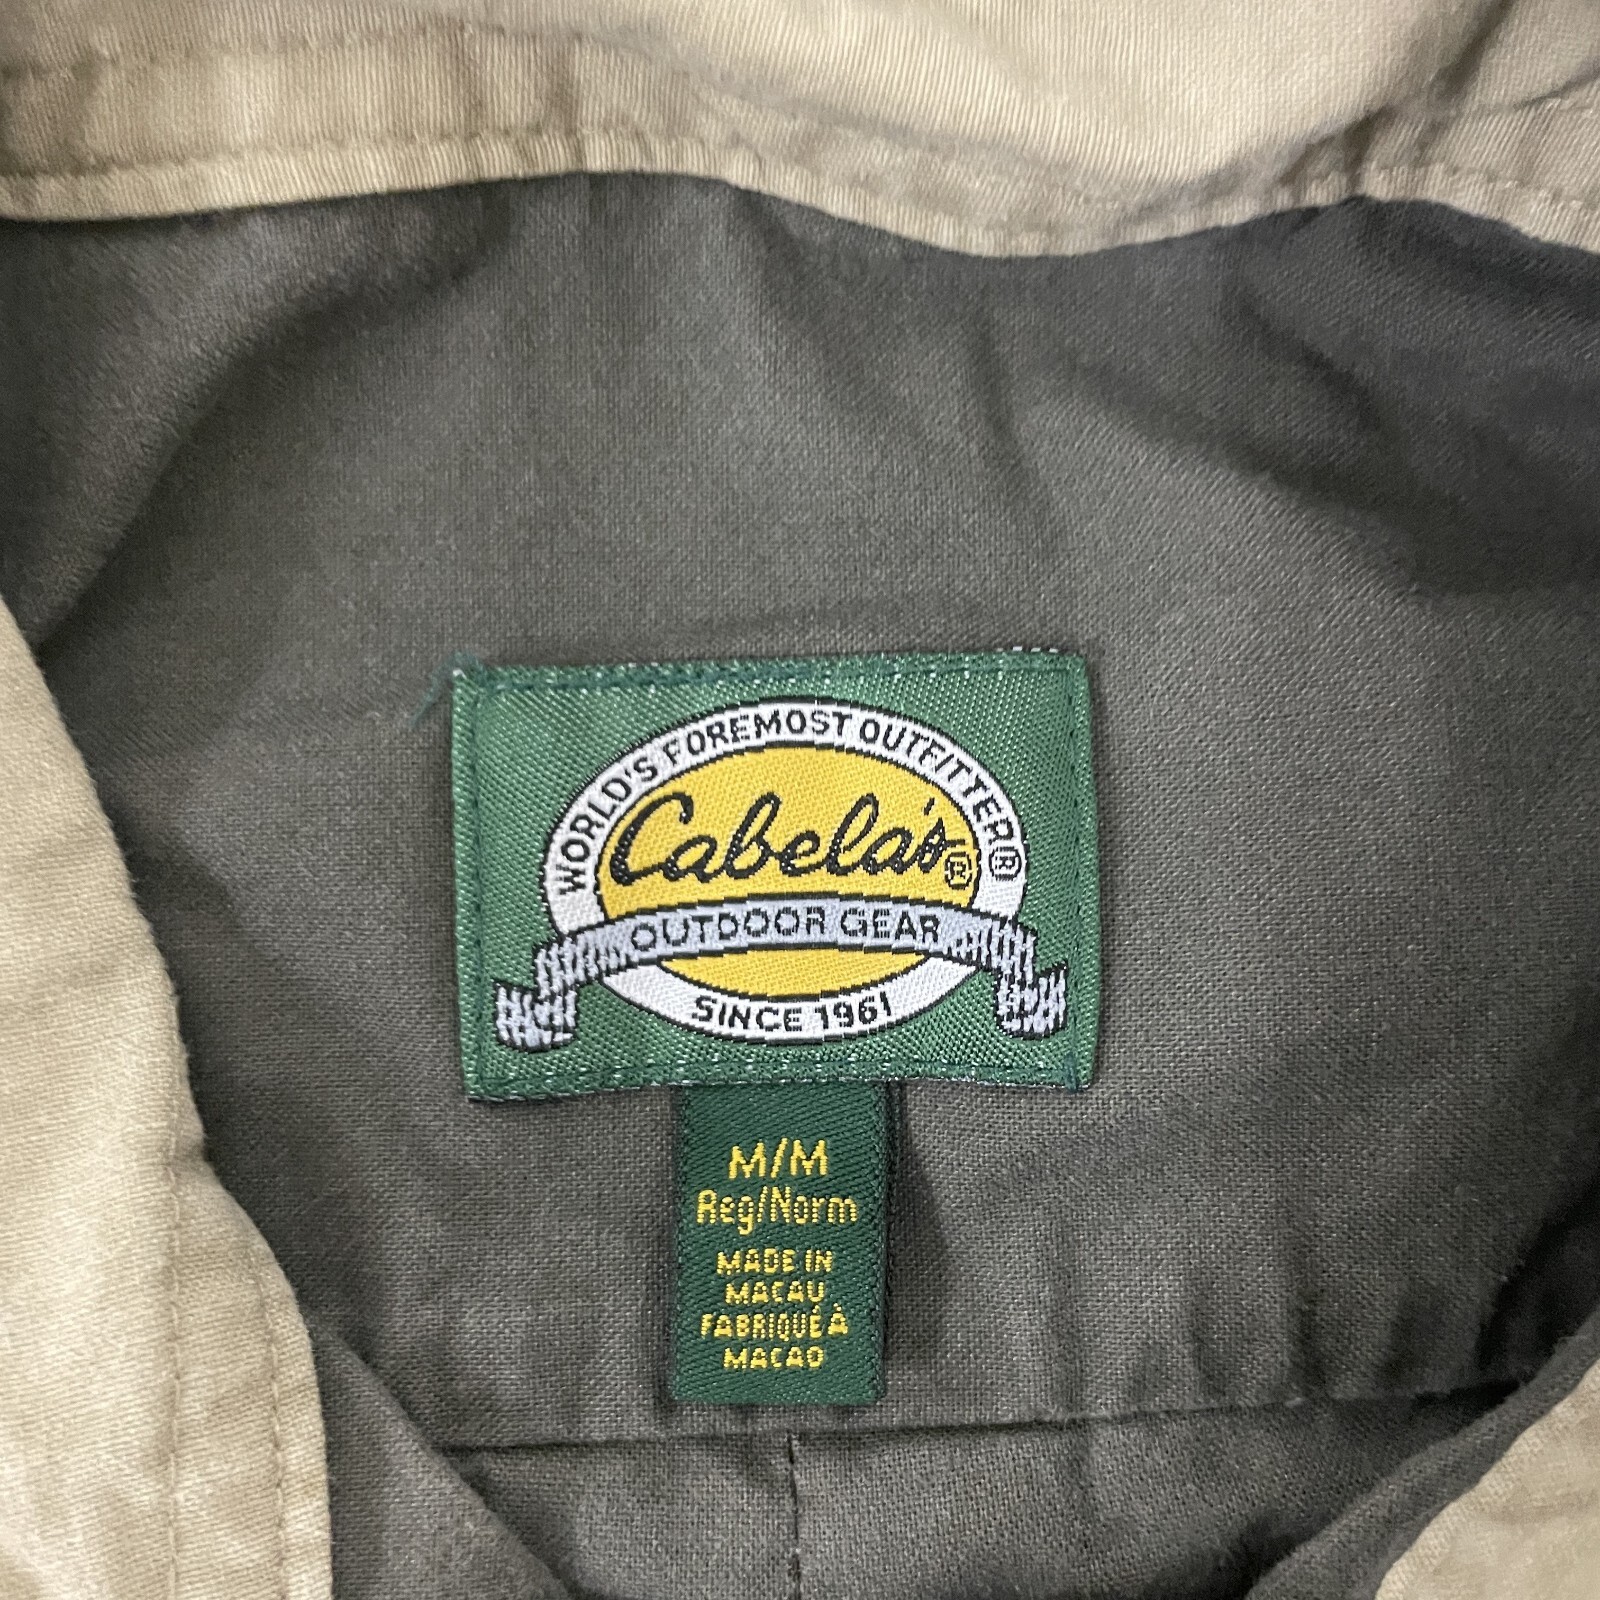 WORLD'S FOREMOST OUTFITTER®
Cabela's®
OUTDOOR GEAR
SINCE 1961
M/M
Reg/Norm
MADE IN
MACAU
FABRIQUÉ À
MACAO